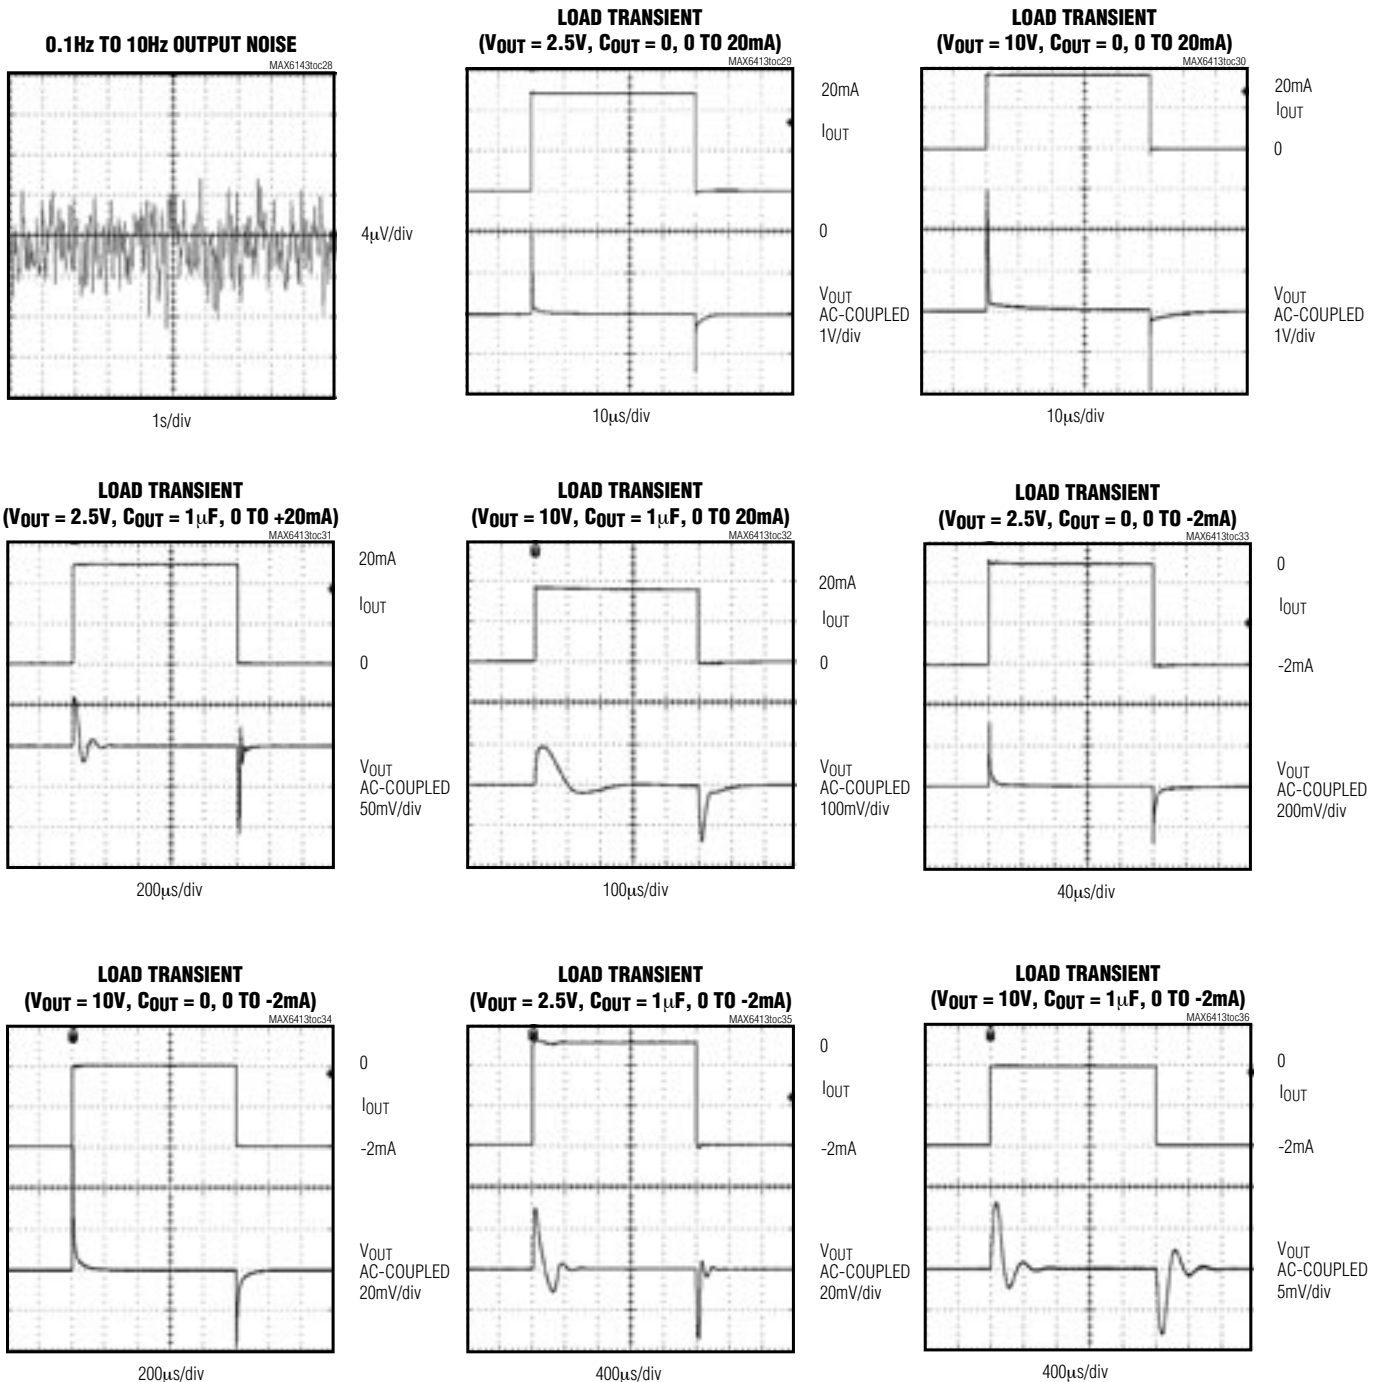 0.1Hz TO 10Hz OUTPUT NOISE
MAX6143toc28
4μV/div
1s/div
LOAD TRANSIENT
(VOUT = 2.5V, COUT = 0, 0 TO 20mA)
MAX6413toc29
20mA
IOUT
0
VOUT
AC-COUPLED
1V/div
10μs/div
LOAD TRANSIENT
(VOUT = 10V, COUT = 0, 0 TO 20mA)
MAX6413toc30
20mA
IOUT
0
VOUT
AC-COUPLED
1V/div
10μs/div
LOAD TRANSIENT
(VOUT = 2.5V, COUT = 1μF, 0 TO +20mA)
MAX6413toc31
20mA
IOUT
0
VOUT
AC-COUPLED
50mV/div
200μs/div
LOAD TRANSIENT
(VOUT = 10V, COUT = 1μF, 0 TO 20mA)
MAX6413toc32
20mA
IOUT
0
VOUT
AC-COUPLED
100mV/div
100μs/div
LOAD TRANSIENT
(VOUT = 2.5V, COUT = 0, 0 TO -2mA)
MAX6413toc33
0
IOUT
-2mA
VOUT
AC-COUPLED
200mV/div
40μs/div
LOAD TRANSIENT
(VOUT = 10V, COUT = 0, 0 TO -2mA)
MAX6413toc34
0
IOUT
-2mA
VOUT
AC-COUPLED
20mV/div
200μs/div
LOAD TRANSIENT
(VOUT = 2.5V, COUT = 1μF, 0 TO -2mA)
MAX6413toc35
0
IOUT
-2mA
VOUT
AC-COUPLED
20mV/div
400μs/div
LOAD TRANSIENT
(VOUT = 10V, COUT = 1μF, 0 TO -2mA)
MAX6413toc36
0
IOUT
-2mA
VOUT
AC-COUPLED
5mV/div
400μs/div